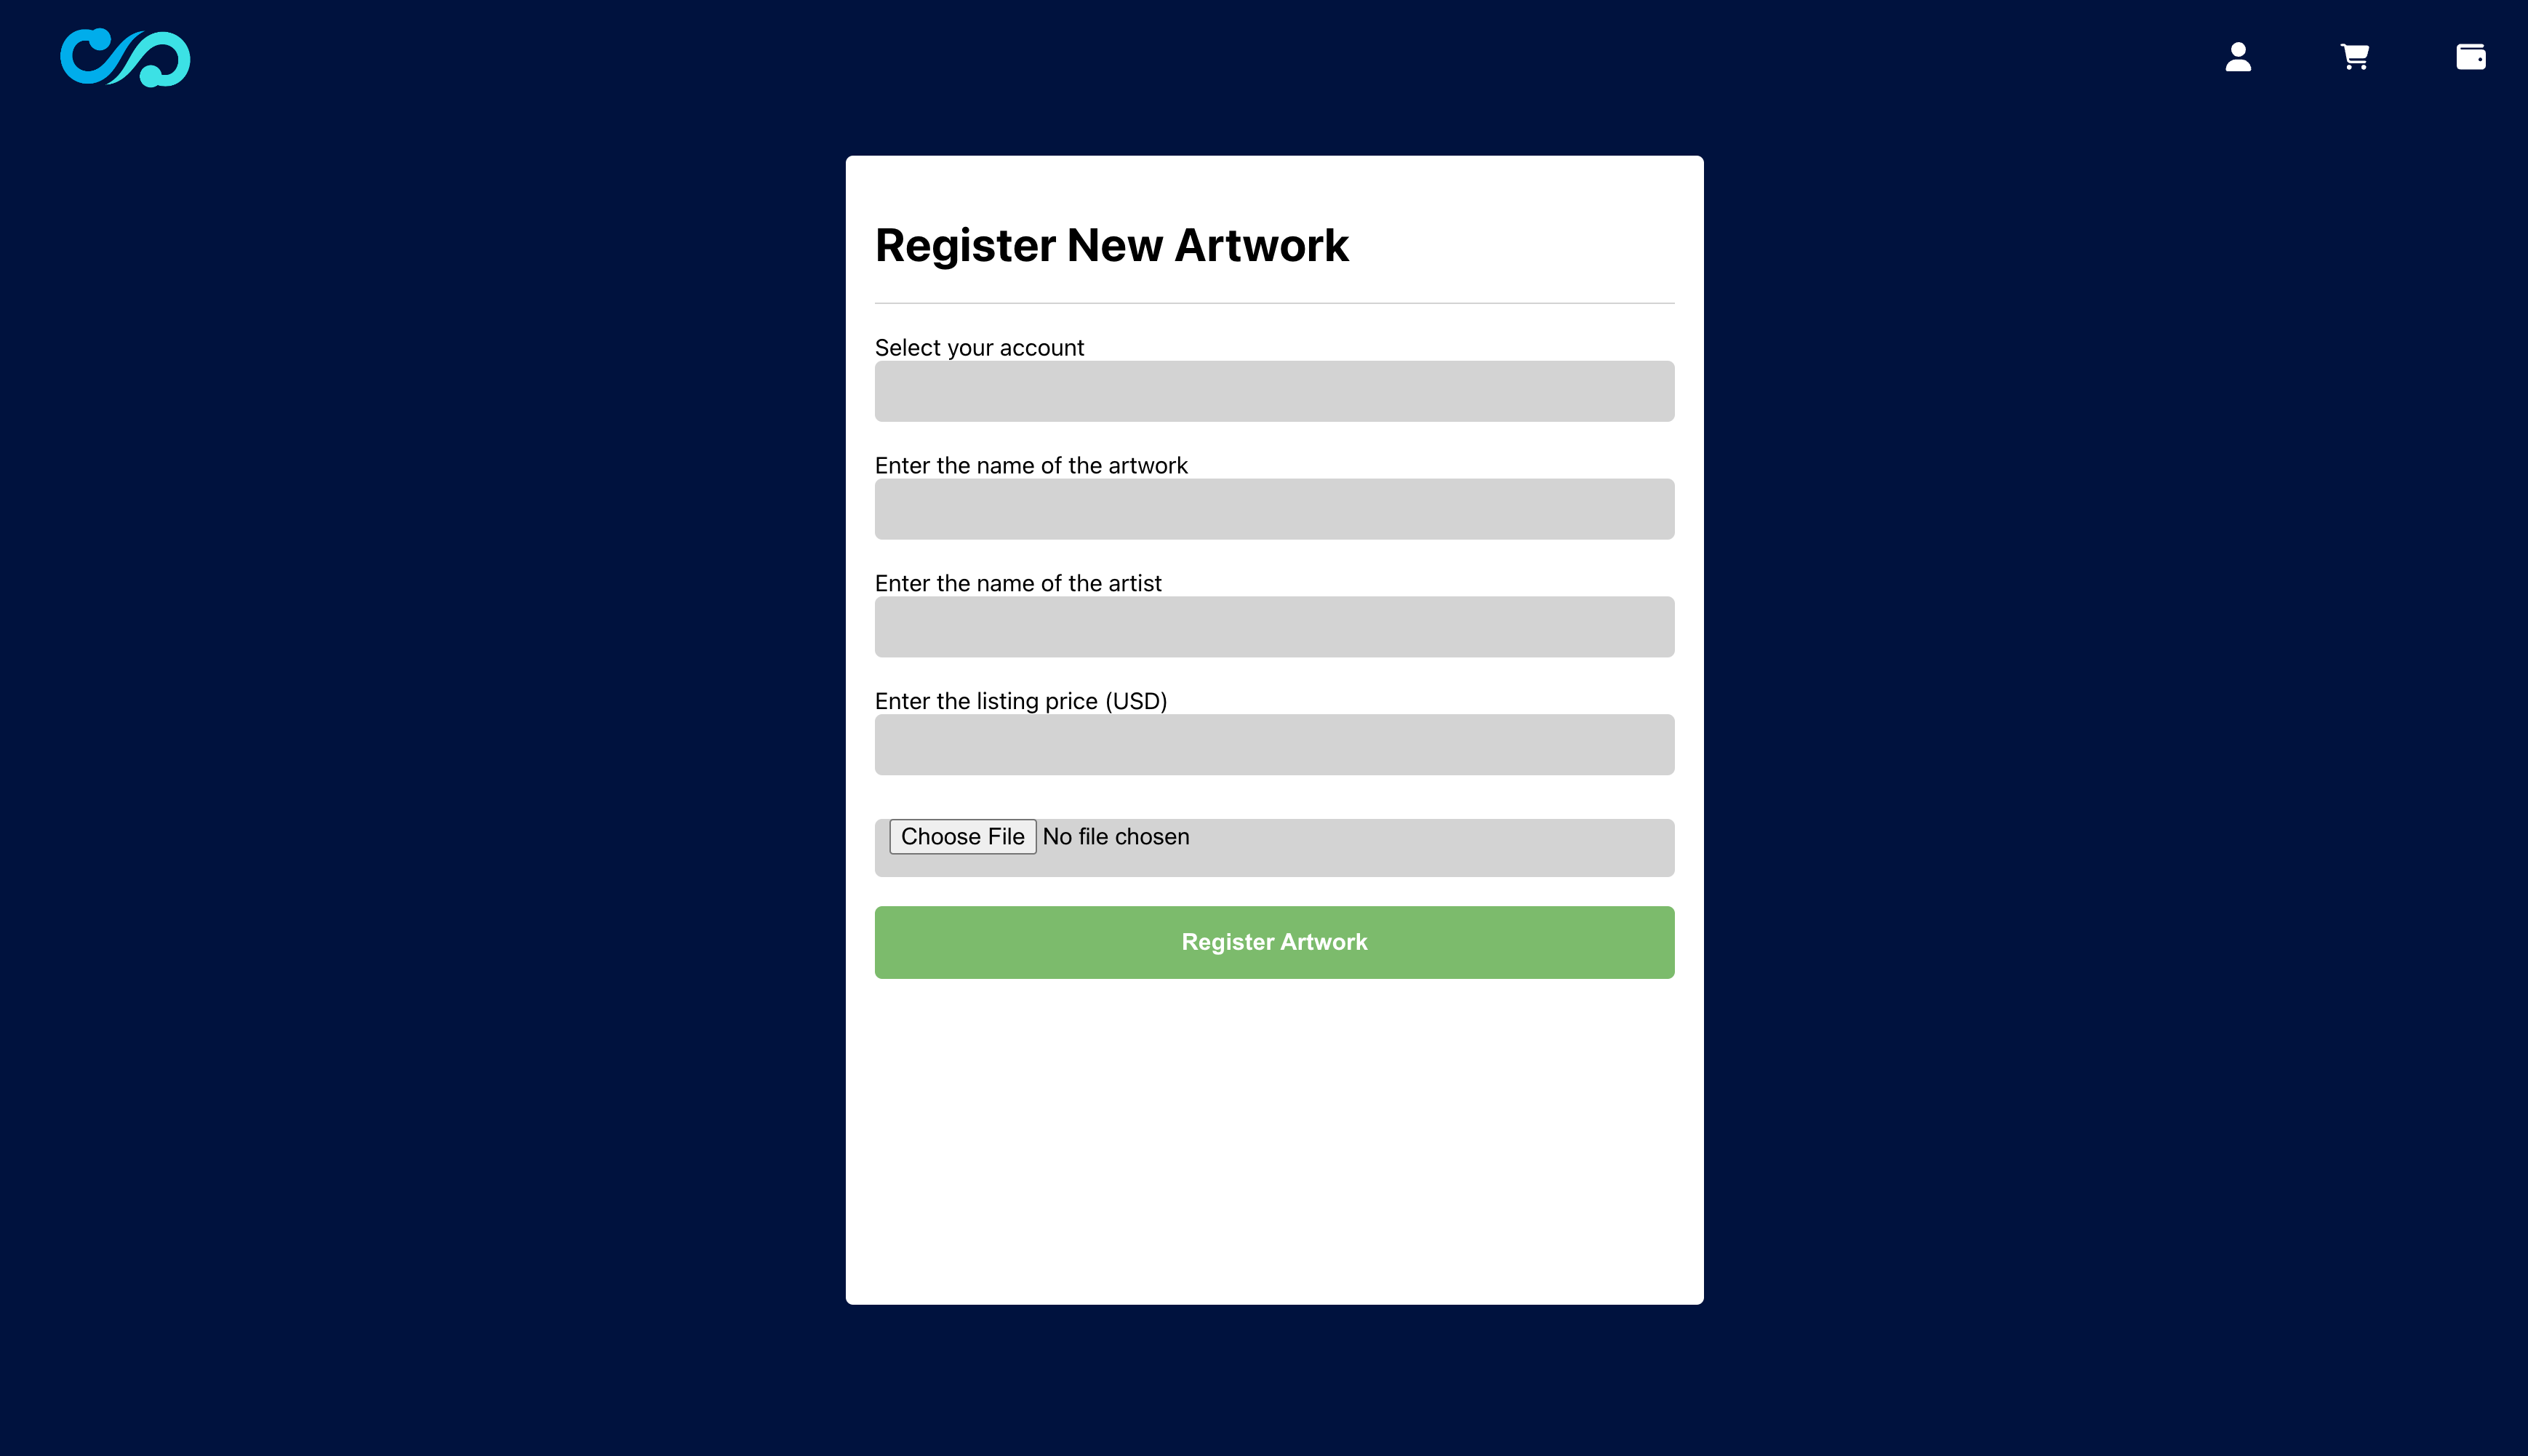 Register New Artwork
Select your account
Enter the name of the artwork
Enter the name of the artist
Enter the listing price (USD)
Choose File No file chosen
Register Artwork